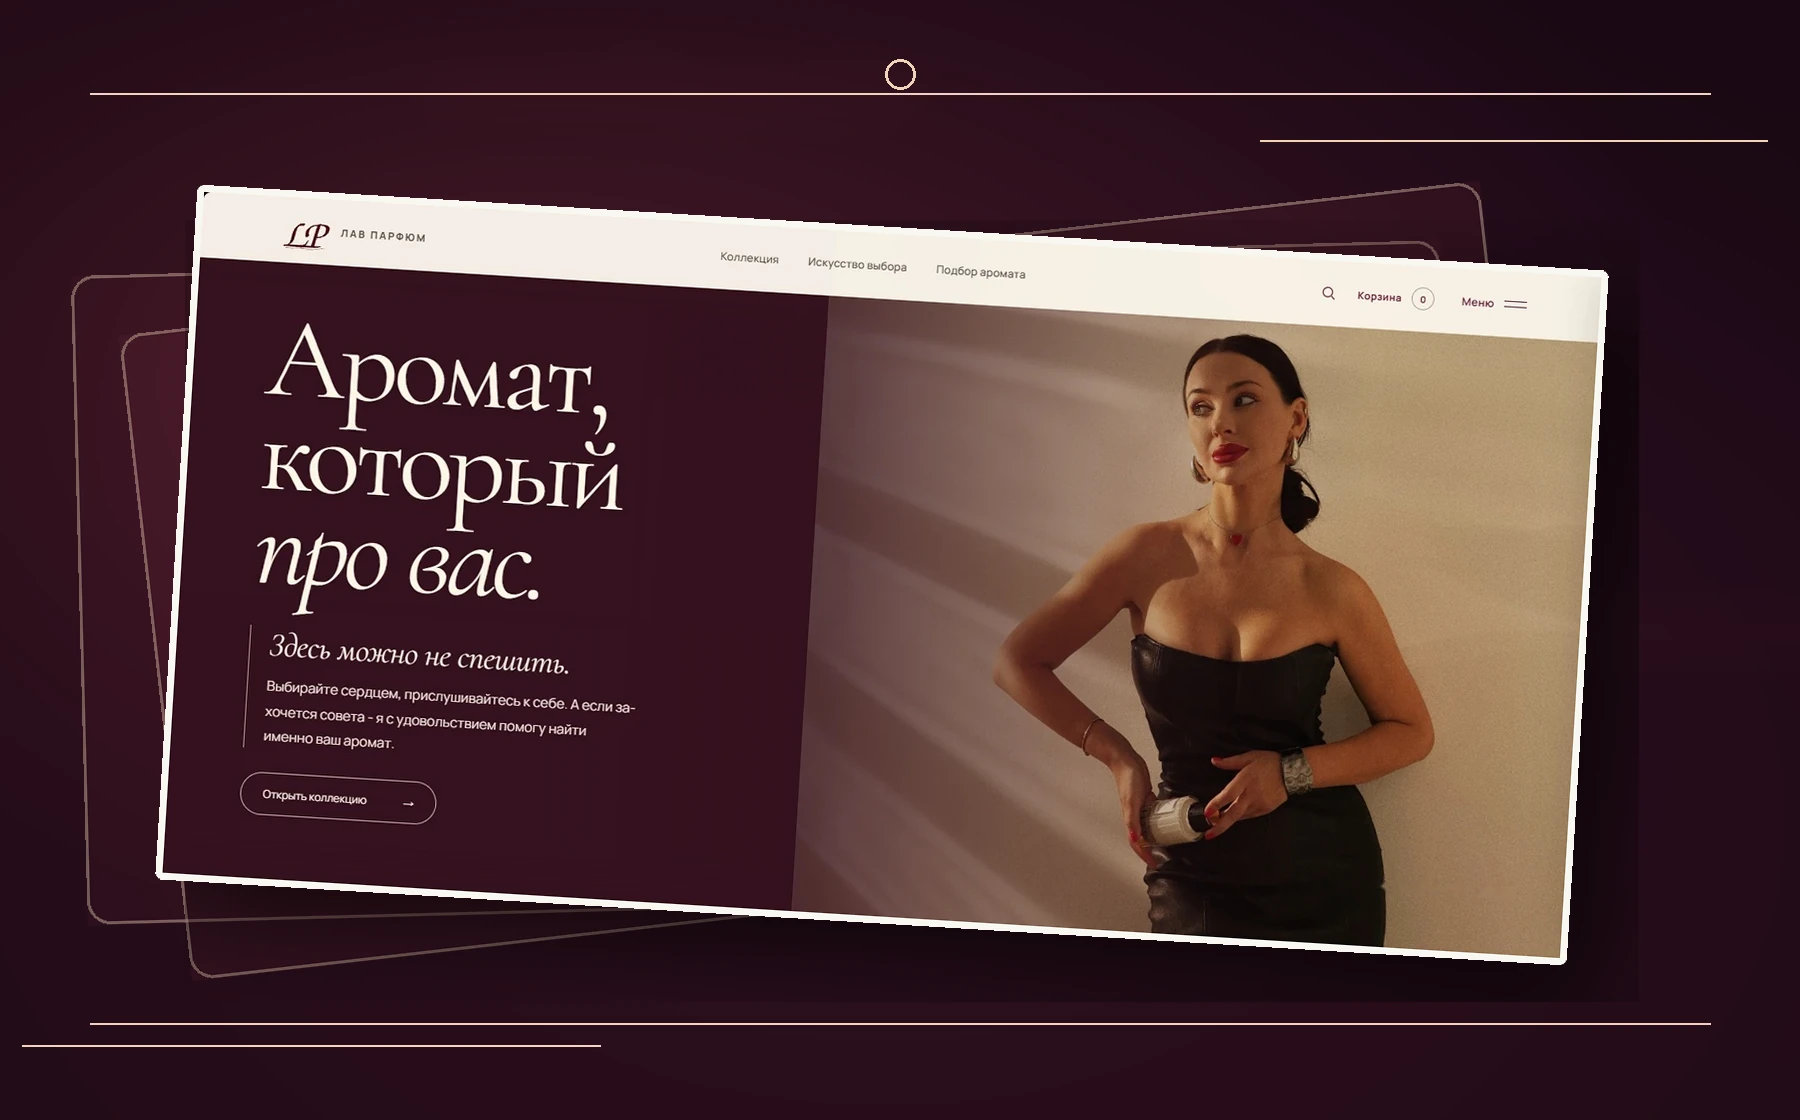 LP ЛАВ ПАРФЮМ
Коллекция Искусство выбора Подбор аромата
Корзина 0 Меню
Аромат,
который
про вас.
Здесь можно не спешить.
Выбирайте сердцем, прислушивайтесь к себе. А если за-
хочется совета - я с удовольствием помогу найти
именно ваш аромат.
Открыть коллекцию →